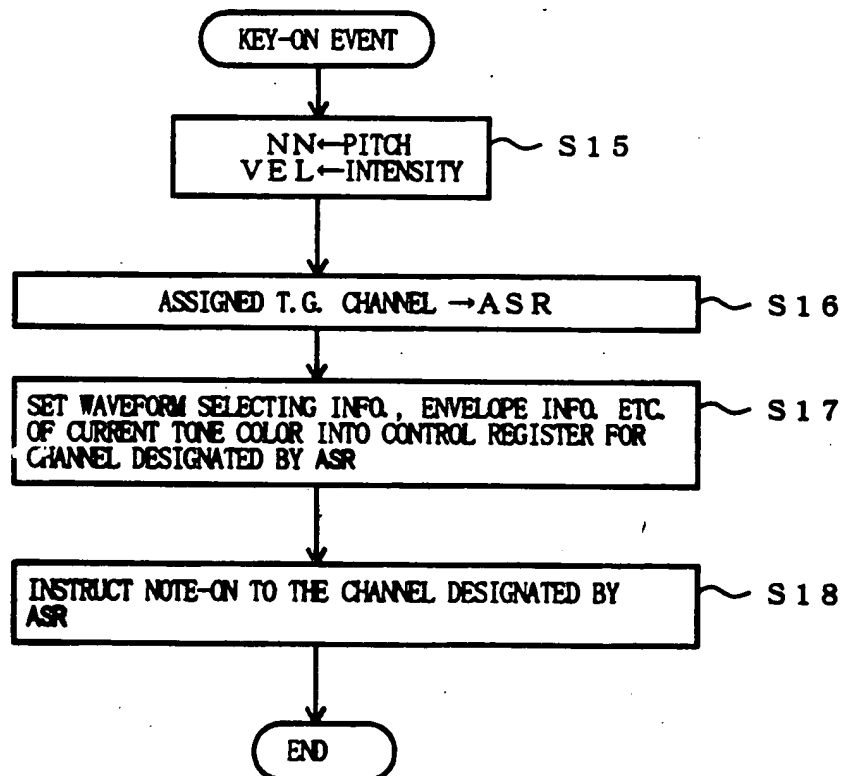 KEY-ON EVENT
NN←PITCH
VEL←INTENSITY
S15
ASSIGNED T.G. CHANNEL →ASR
S16
SET WAVEFORM SELECTING INFO., ENVELOPE INFO. ETC.
OF CURRENT TONE COLOR INTO CONTROL REGISTER FOR
CHANNEL DESIGNATED BY ASR
S17
INSTRUCT NOTE-ON TO THE CHANNEL DESIGNATED BY
ASR
S18
END